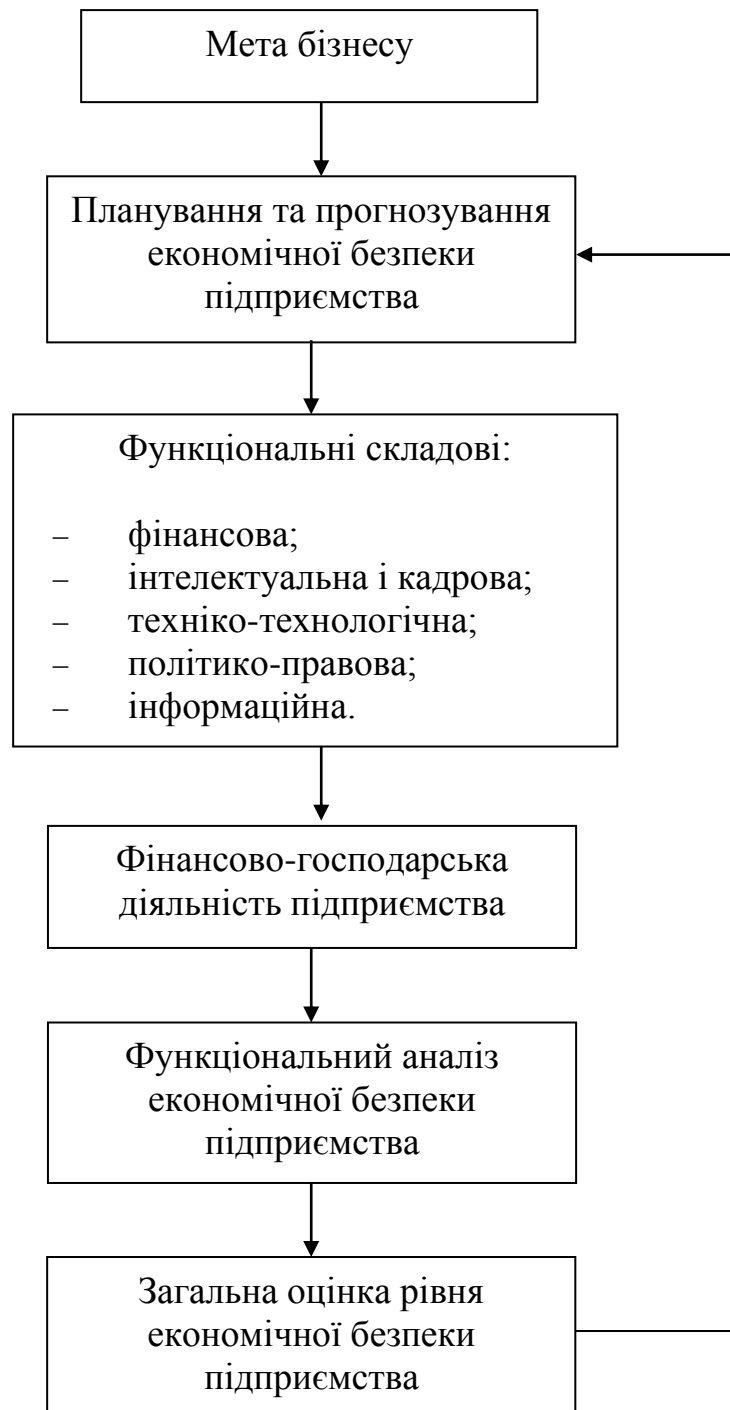 Мета бізнесу
Планування та прогнозування
економічної безпеки
підприємства
Функціональні складові:
– фінансова;
– інтелектуальна і кадрова;
– техніко-технологічна;
– політико-правова;
– інформаційна.
Фінансово-господарська
діяльність підприємства
Функціональний аналіз
економічної безпеки
підприємства
Загальна оцінка рівня
економічної безпеки
підприємства